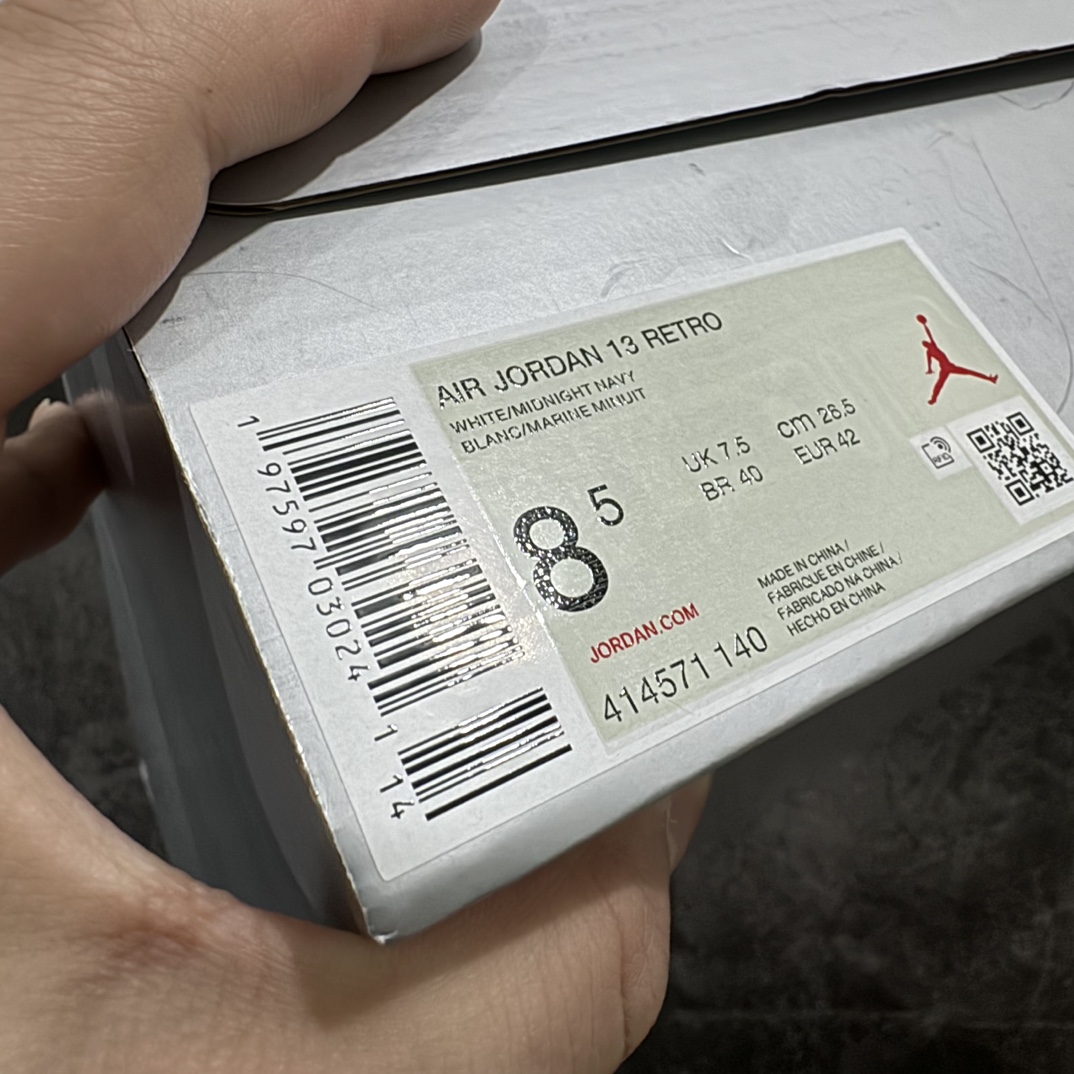 AIR JORDAN 13 RETRO
WHITE/MIDNIGHT NAVY
BLANC/MARINE MINUIT
8 5
UK 7.5
BR 40
cm 26.5
EUR 42
RFID
JORDAN.COM
414571 140
MADE IN CHINA /
FABRIQUE EN CHINE /
FABRICADO NA CHINA /
HECHO EN CHINA
1 97597 03024 1
14